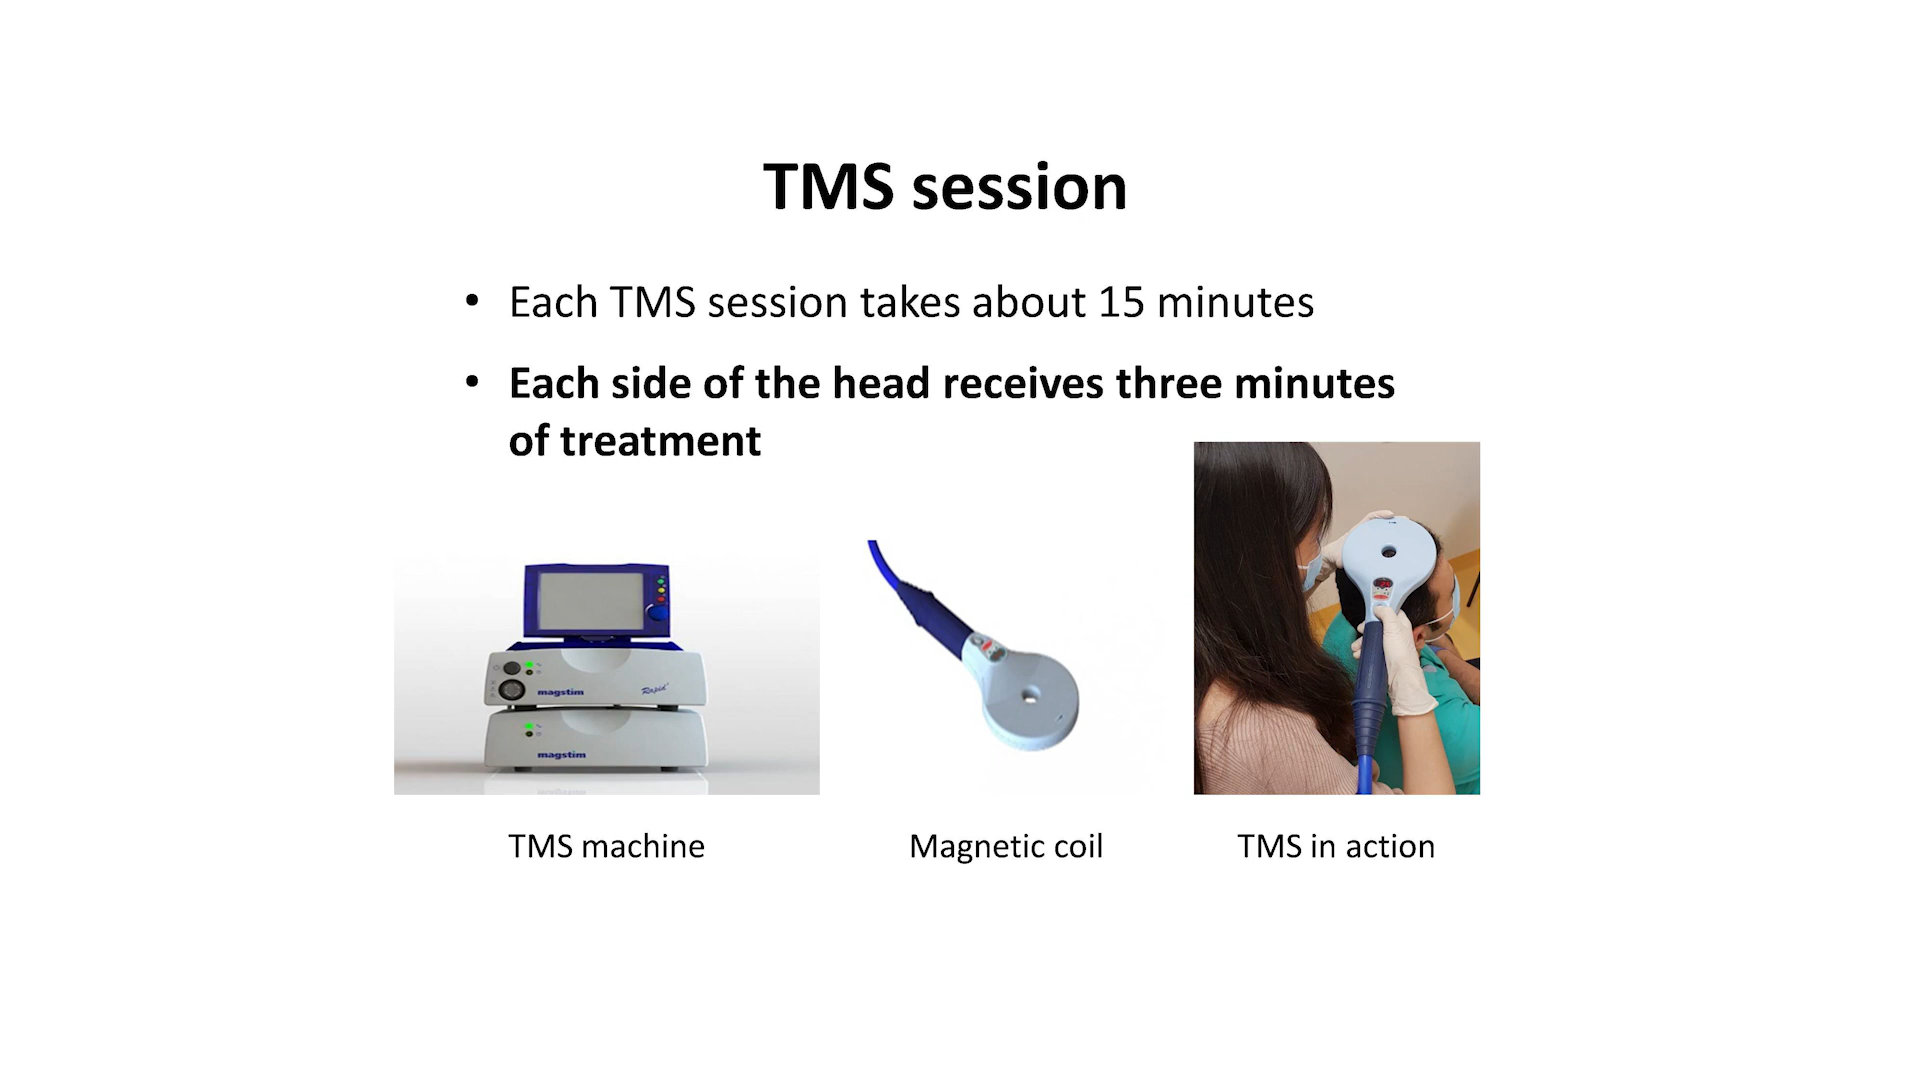 TMS session
• Each TMS session takes about 15 minutes
• Each side of the head receives three minutes
of treatment
magstim
Rapid²
magstim
TMS machine
Magnetic coil
TMS in action